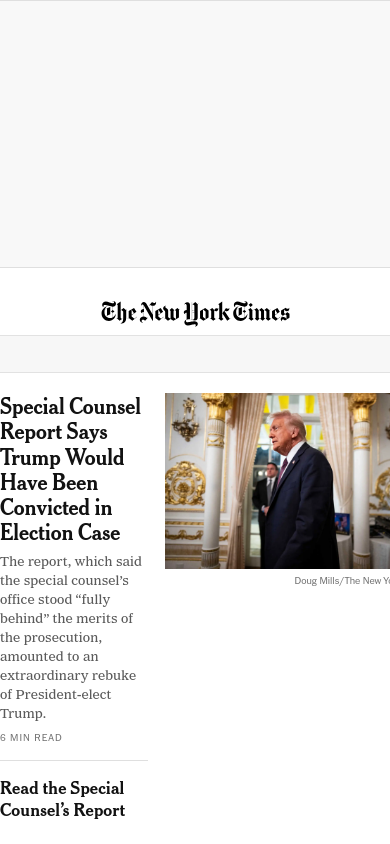 The New York Times
Special Counsel
Report Says
Trump Would
Have Been
Convicted in
Election Case
The report, which said
the special counsel’s
office stood “fully
behind” the merits of
the prosecution,
amounted to an
extraordinary rebuke
of President-elect
Trump.
6 MIN READ
Doug Mills/The New Yo
Read the Special
Counsel’s Report